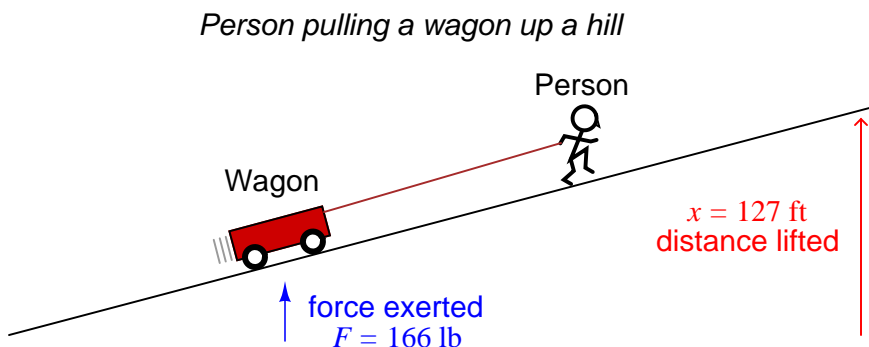 Person pulling a wagon up a hill
Person
Wagon
x = 127 ft
distance lifted
force exerted
F = 166 lb